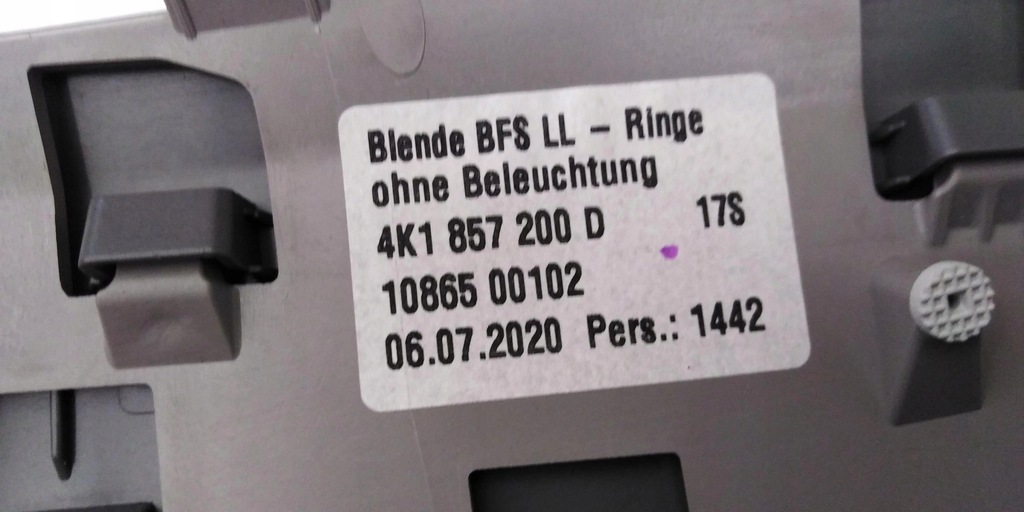 Blende BFS LL – Ringe
ohne Beleuchtung
4K1 857 200 D 17S
10865 00102
06.07.2020 Pers.: 1442